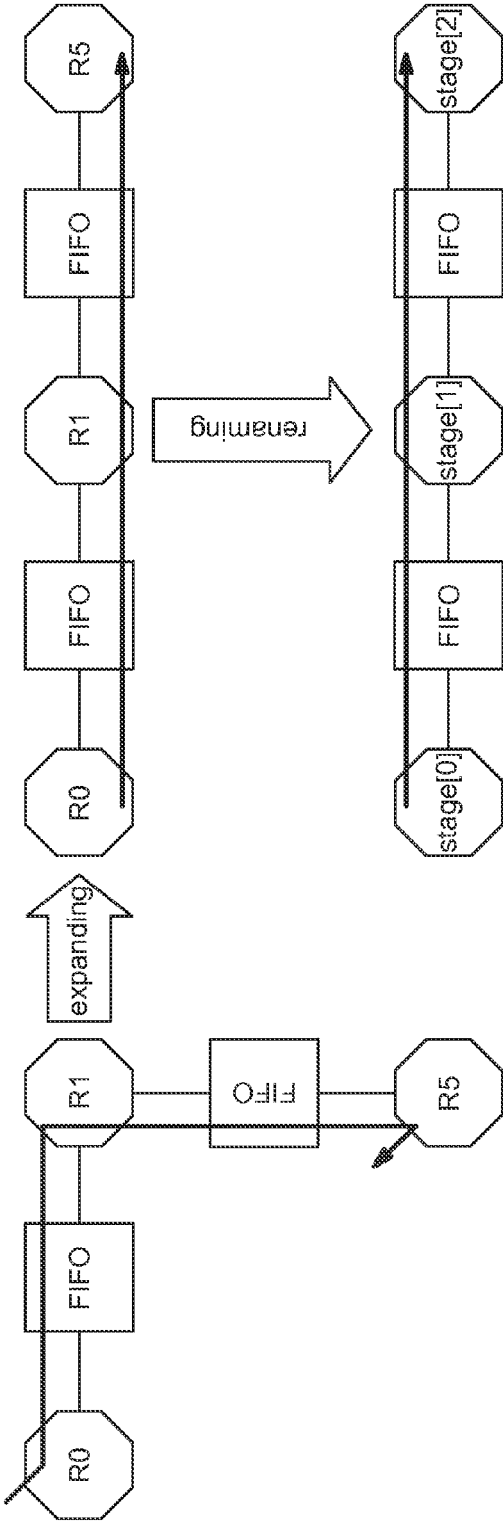 R0
FIFO
R1
FIFO
R5
expanding
R0
FIFO
R1
FIFO
R5
renaming
stage[0]
FIFO
stage[1]
FIFO
stage[2]